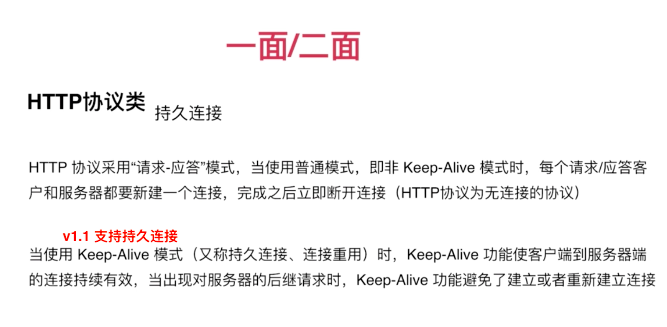 一面/二面
HTTP协议类 持久连接
HTTP 协议采用“请求-应答”模式，当使用普通模式，即非 Keep-Alive 模式时，每个请求/应答客
户和服务器都要新建一个连接，完成之后立即断开连接（HTTP协议为无连接的协议）
v1.1 支持持久连接
当使用 Keep-Alive 模式（又称持久连接、连接重用）时，Keep-Alive 功能使客户端到服务器端
的连接持续有效，当出现对服务器的后继请求时，Keep-Alive 功能避免了建立或者重新建立连接